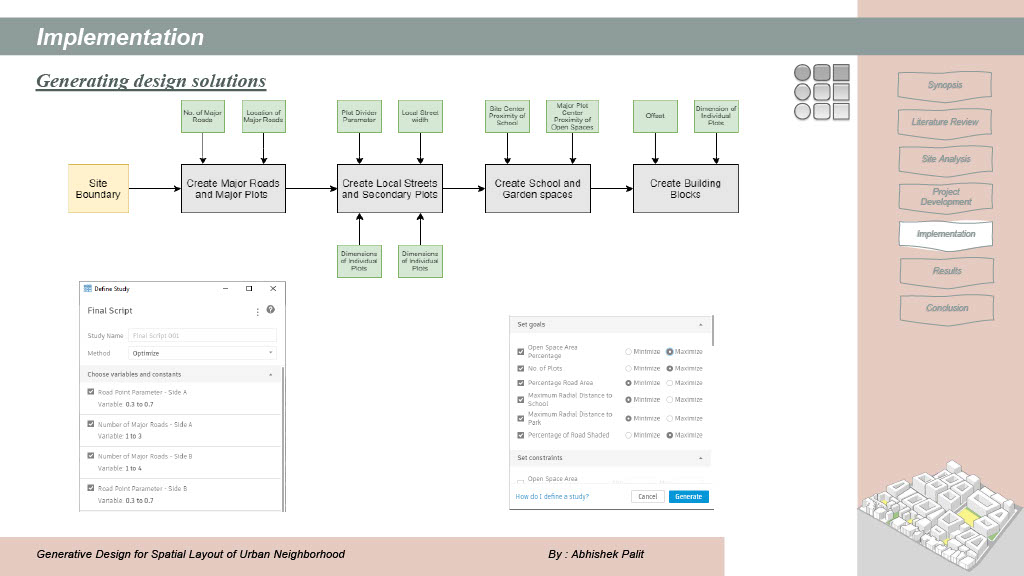 Implementation
Generating design solutions
No. of Major
Roads
Location of
Major Roads
Plot Divider
Parameter
Local Street
width
Site Center
Proximity of
School
Major Plot
Center
Proximity of
Open Spaces
Offset
Dimension of
Individual
Plots
Site
Boundary
Create Major Roads
and Major Plots
Create Local Streets
and Secondary Plots
Create School and
Garden spaces
Create Building
Blocks
Dimensions
of Individual
Plots
Dimensions
of Individual
Plots
Define Study
Final Script
Study Name Final Script 001
Method Optimize
Choose variables and constants
Road Point Parameter - Side A
Variable: 0.3 to 0.7
Number of Major Roads - Side A
Variable: 1 to 3
Number of Major Roads - Side B
Variable: 1 to 4
Road Point Parameter - Side B
Variable: 0.3 to 0.7
Set goals
Open Space Area
Percentage Minimize Maximize
No. of Plots Minimize Maximize
Percentage Road Area Minimize Maximize
Maximum Radial Distance to
School Minimize Maximize
Maximum Radial Distance to
Park Minimize Maximize
Percentage of Road Shaded Minimize Maximize
Set constraints
Open Space Area
How do I define a study? Cancel Generate
Synopsis
Literature Review
Site Analysis
Project
Development
Implementation
Results
Conclusion
Generative Design for Spatial Layout of Urban Neighborhood
By : Abhishek Palit